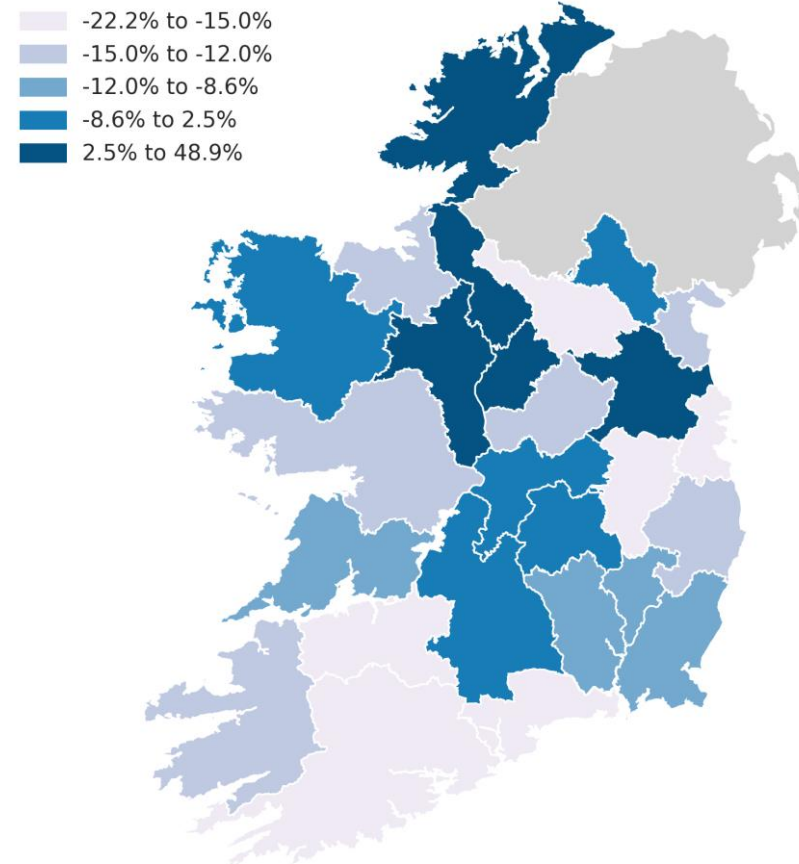 -22.2% to -15.0%
-15.0% to -12.0%
-12.0% to -8.6%
-8.6% to 2.5%
2.5% to 48.9%